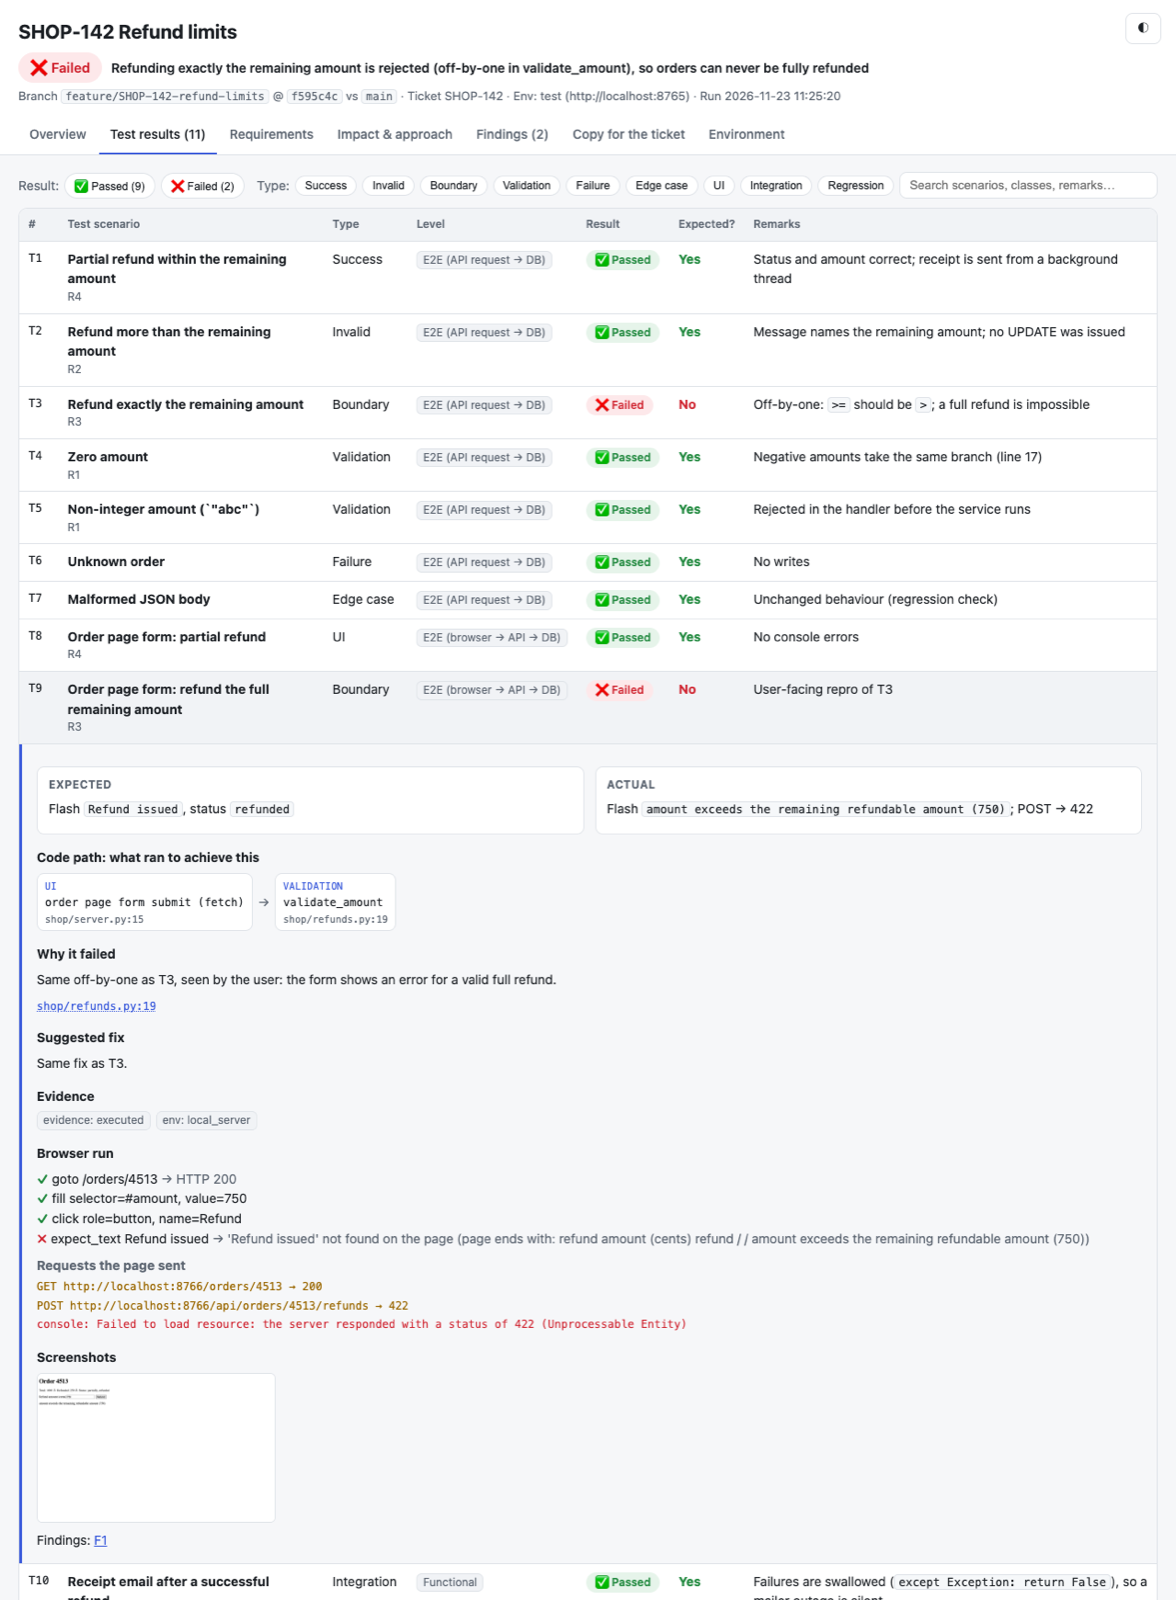 SHOP-142 Refund limits
◐
❌ Failed Refunding exactly the remaining amount is rejected (off-by-one in validate_amount), so orders can never be fully refunded
Branch feature/SHOP-142-refund-limits @ f595c4c vs main · Ticket SHOP-142 · Env: test (http://localhost:8765) · Run 2026-11-23 11:25:20
Overview Test results (11) Requirements Impact & approach Findings (2) Copy for the ticket Environment
Result: ✅ Passed (9) ❌ Failed (2) Type: Success Invalid Boundary Validation Failure Edge case UI Integration Regression Search scenarios, classes, remarks...
# Test scenario Type Level Result Expected? Remarks
T1 Partial refund within the remaining Success E2E (API request → DB) ✅ Passed Yes Status and amount correct; receipt is sent from a background
amount thread
R4
T2 Refund more than the remaining Invalid E2E (API request → DB) ✅ Passed Yes Message names the remaining amount; no UPDATE was issued
amount
R2
T3 Refund exactly the remaining amount Boundary E2E (API request → DB) ❌ Failed No Off-by-one: >= should be > ; a full refund is impossible
R3
T4 Zero amount Validation E2E (API request → DB) ✅ Passed Yes Negative amounts take the same branch (line 17)
R1
T5 Non-integer amount (`"abc"`) Validation E2E (API request → DB) ✅ Passed Yes Rejected in the handler before the service runs
R1
T6 Unknown order Failure E2E (API request → DB) ✅ Passed Yes No writes
T7 Malformed JSON body Edge case E2E (API request → DB) ✅ Passed Yes Unchanged behaviour (regression check)
T8 Order page form: partial refund UI E2E (browser → API → DB) ✅ Passed Yes No console errors
R4
T9 Order page form: refund the full Boundary E2E (browser → API → DB) ❌ Failed No User-facing repro of T3
remaining amount
R3
EXPECTED
Flash Refund issued , status refunded
ACTUAL
Flash amount exceeds the remaining refundable amount (750) ; POST → 422
Code path: what ran to achieve this
UI
order page form submit (fetch)
shop/server.py:15
→
VALIDATION
validate_amount
shop/refunds.py:19
Why it failed
Same off-by-one as T3, seen by the user: the form shows an error for a valid full refund.
shop/refunds.py:19
Suggested fix
Same fix as T3.
Evidence
evidence: executed env: local_server
Browser run
✓ goto /orders/4513 → HTTP 200
✓ fill selector=#amount, value=750
✓ click role=button, name=Refund
✕ expect_text Refund issued → 'Refund issued' not found on the page (page ends with: refund amount (cents) refund / / amount exceeds the remaining refundable amount (750))
Requests the page sent
GET http://localhost:8766/orders/4513 → 200
POST http://localhost:8766/api/orders/4513/refunds → 422
console: Failed to load resource: the server responded with a status of 422 (Unprocessable Entity)
Screenshots
Order 4513
Findings: F1
T10 Receipt email after a successful Integration Functional ✅ Passed Yes Failures are swallowed ( except Exception: return False ), so a
refund mailer outage is silent